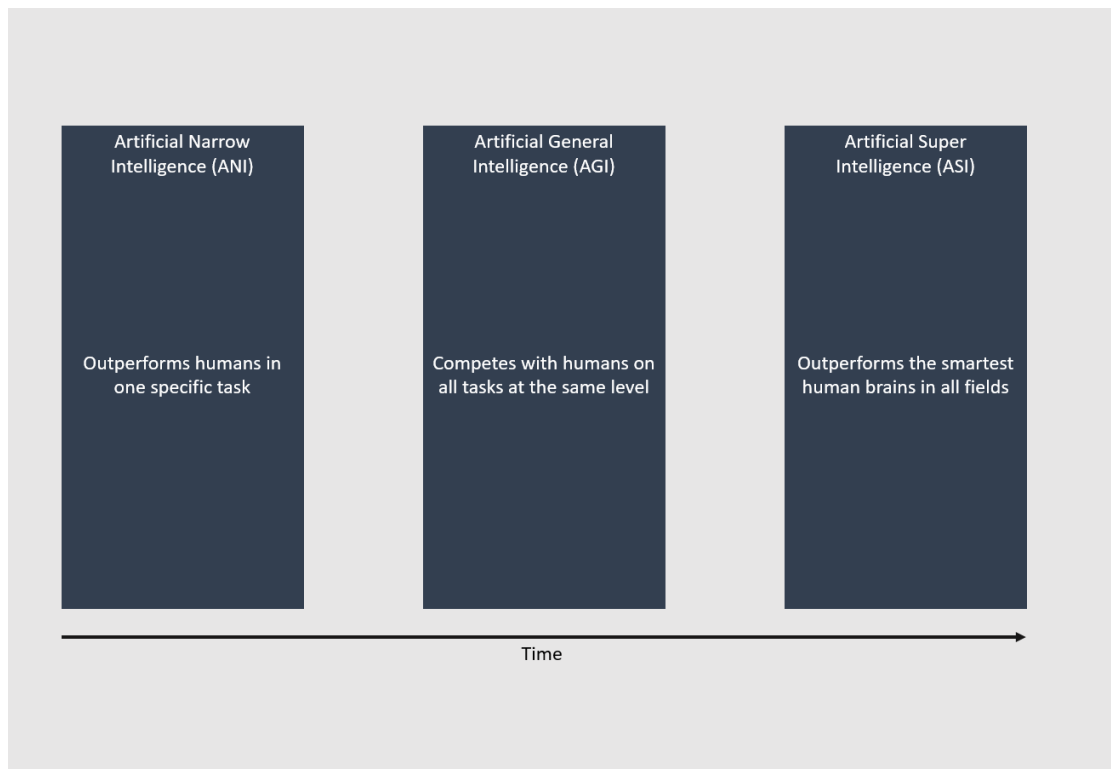 Artificial Narrow
Intelligence (ANI)
Outperforms humans in
one specific task
Artificial General
Intelligence (AGI)
Competes with humans on
all tasks at the same level
Artificial Super
Intelligence (ASI)
Outperforms the smartest
human brains in all fields
Time